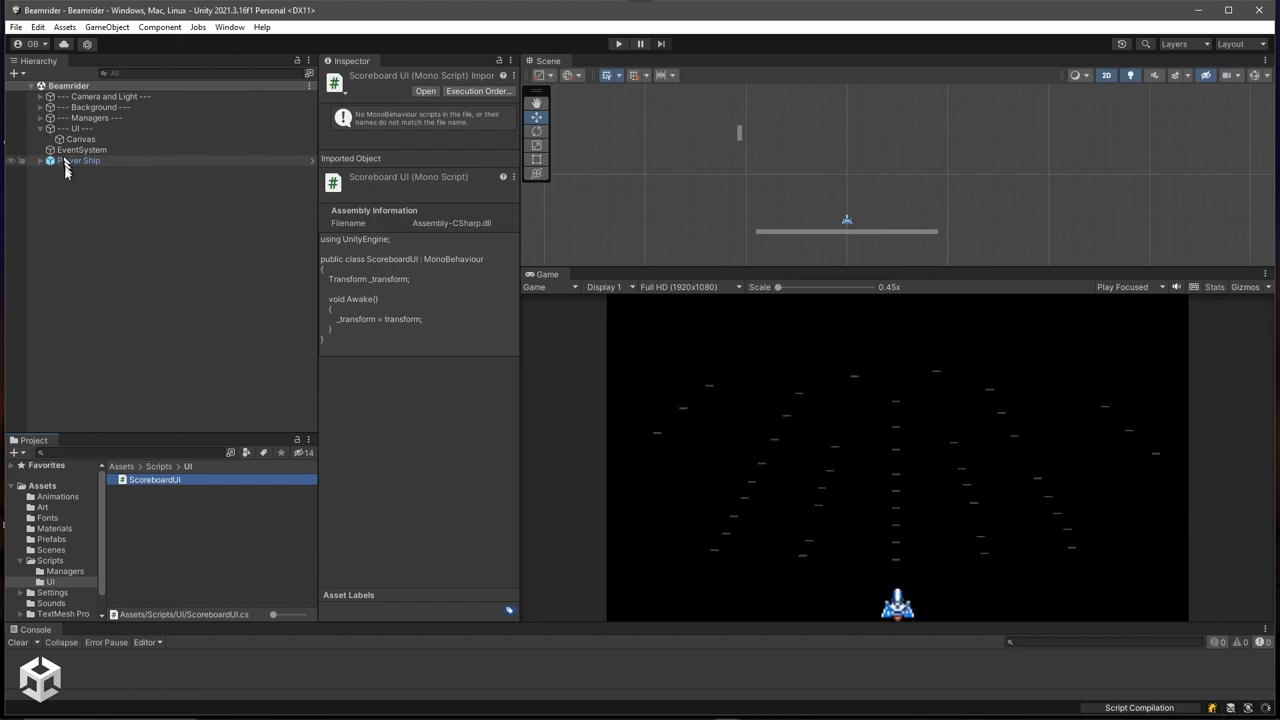 Beamrider - Beamrider - Windows, Mac, Linux - Unity 2021.3.16f1 Personal <DX11>
File Edit Assets GameObject Component Jobs Window Help
GB Layers Layout
Hierarchy
All
Beamrider
--- Camera and Light ---
--- Background ---
--- Managers ---
--- UI ---
Canvas
EventSystem
Player Ship
Inspector
Scoreboard UI (Mono Script) Impor
Open Execution Order...
No MonoBehaviour scripts in the file, or their
names do not match the file name.
Imported Object
Scoreboard UI (Mono Script)
Assembly Information
Filename Assembly-CSharp.dll
using UnityEngine;
public class ScoreboardUI : MonoBehaviour
{
Transform _transform;
void Awake()
{
_transform = transform;
}
}
Asset Labels
Scene
2D
Game
Game Display 1 Full HD (1920x1080) Scale 0.45x Play Focused Stats Gizmos
Project
14
Favorites
Assets
Animations
Art
Fonts
Materials
Prefabs
Scenes
Scripts
Managers
UI
Settings
Sounds
TextMesh Pro
Assets > Scripts > UI
ScoreboardUI
Assets/Scripts/UI/ScoreboardUI.cs
Console
Clear Collapse Error Pause Editor
0 0 0
Script Compilation